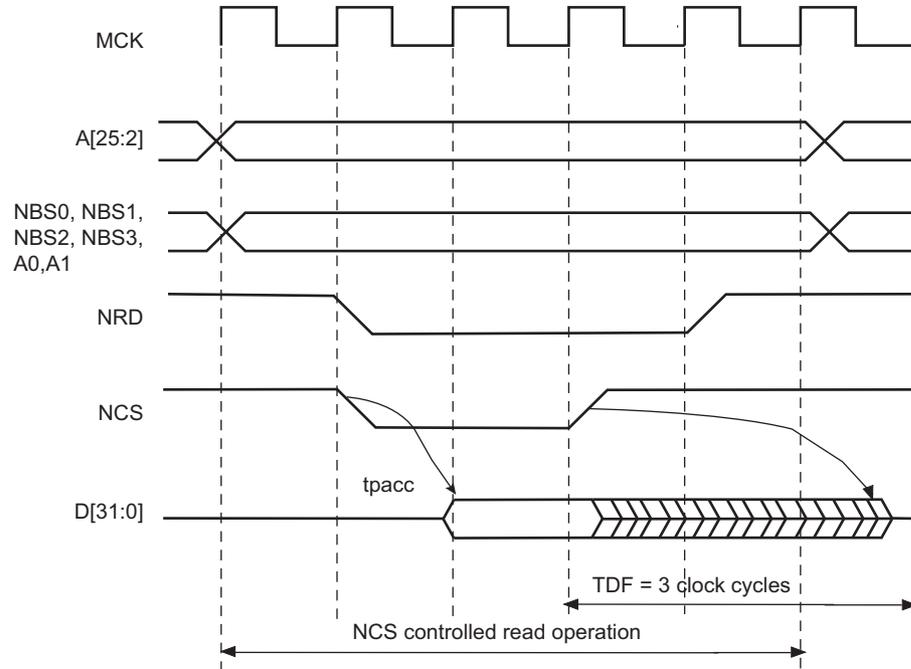 MCK
A[25:2]
NBS0, NBS1,
NBS2, NBS3,
A0,A1
NRD
NCS
tpacc
D[31:0]
TDF = 3 clock cycles
NCS controlled read operation